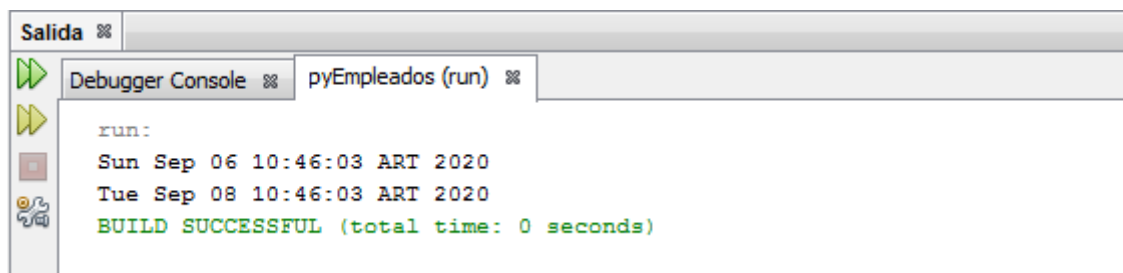 Salida
Debugger Console pyEmpleados (run)
run:
Sun Sep 06 10:46:03 ART 2020
Tue Sep 08 10:46:03 ART 2020
BUILD SUCCESSFUL (total time: 0 seconds)